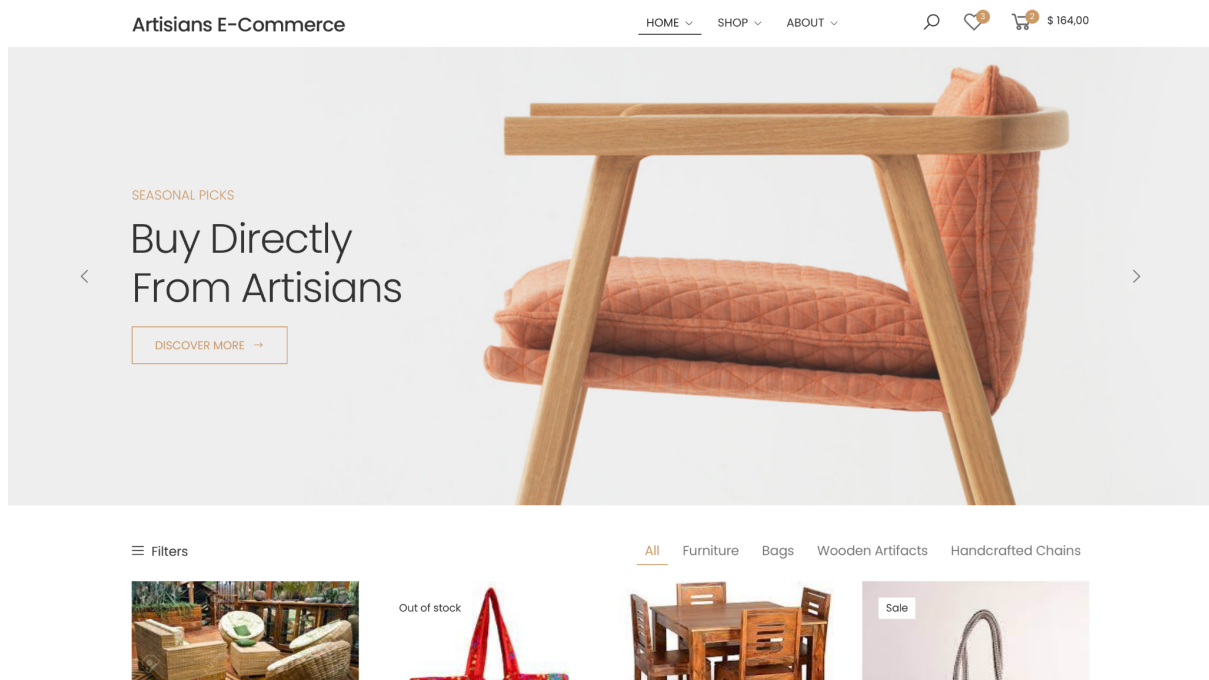 Artisians E-Commerce
HOME
SHOP
ABOUT
3
2
$ 164,00
SEASONAL PICKS
Buy Directly
From Artisians
DISCOVER MORE
Filters
All
Furniture
Bags
Wooden Artifacts
Handcrafted Chains
Out of stock
Sale